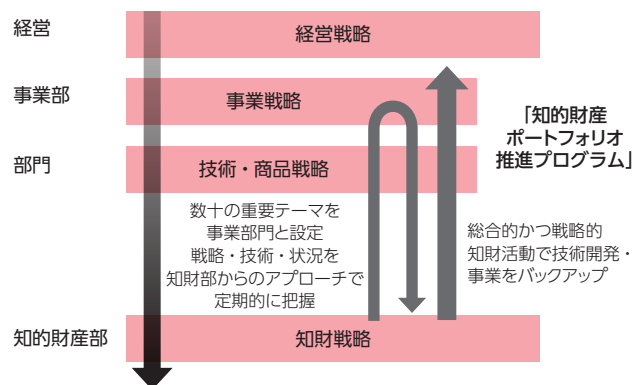 経営
経営戦略
事業部
事業戦略
「知的財産
ポートフォリオ
推進プログラム」
部門
技術・商品戦略
数十の重要テーマを
事業部門と設定
戦略・技術・状況を
知財部からのアプローチで
定期的に把握
総合的かつ戦略的
知財活動で技術開発・
事業をバックアップ
知的財産部
知財戦略